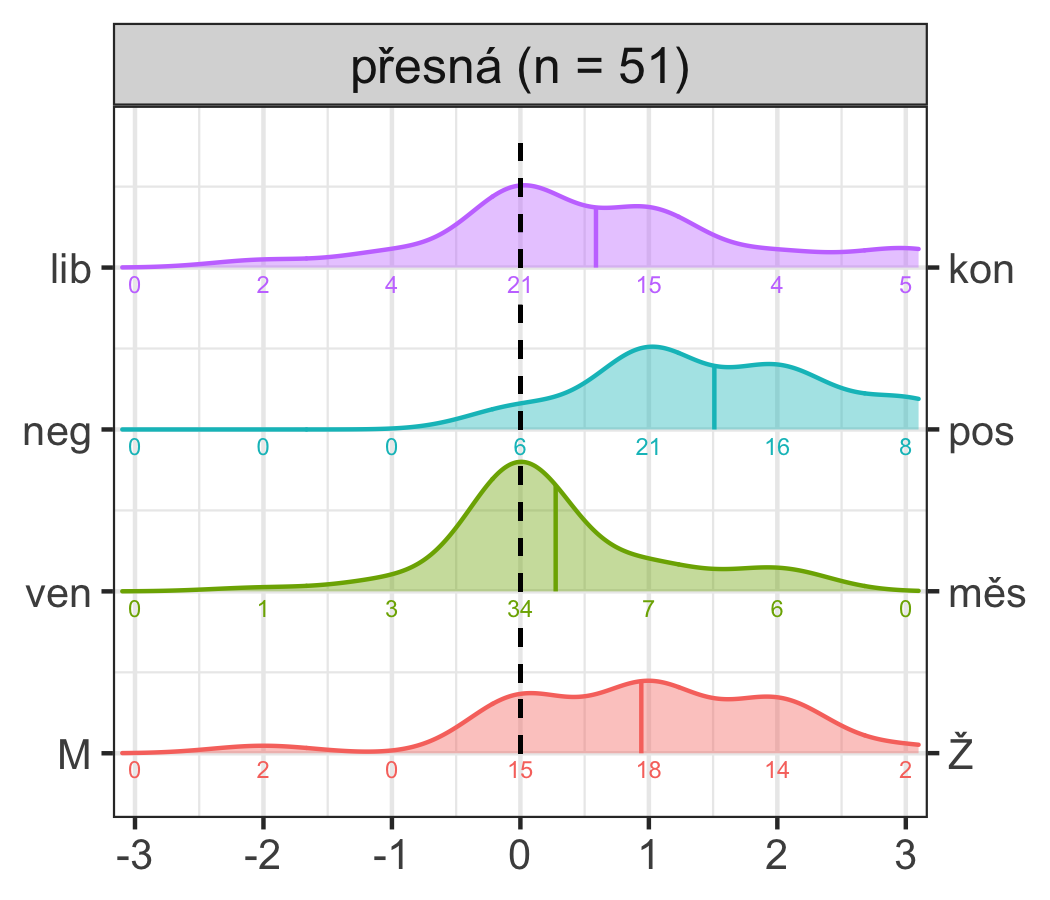 přesná (n = 51)
lib kon
0 2 4 21 15 4 5
neg pos
0 0 0 6 21 16 8
ven měs
0 1 3 34 7 6 0
M Ž
0 2 0 15 18 14 2
-3 -2 -1 0 1 2 3